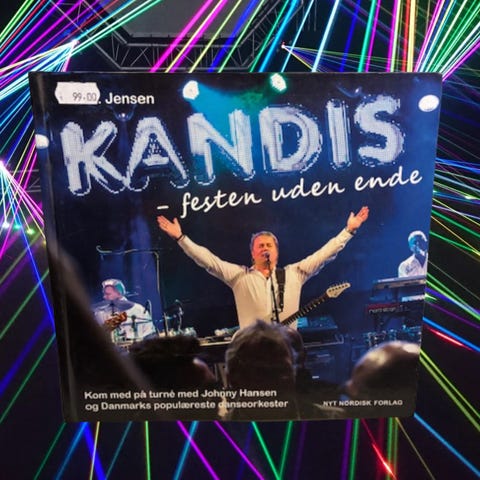 99.00
Jensen
KANDIS
- festen uden ende
Kom med på turné med Johnny Hansen
og Danmarks populæreste danseorkester
NYT NORDISK FORLAG